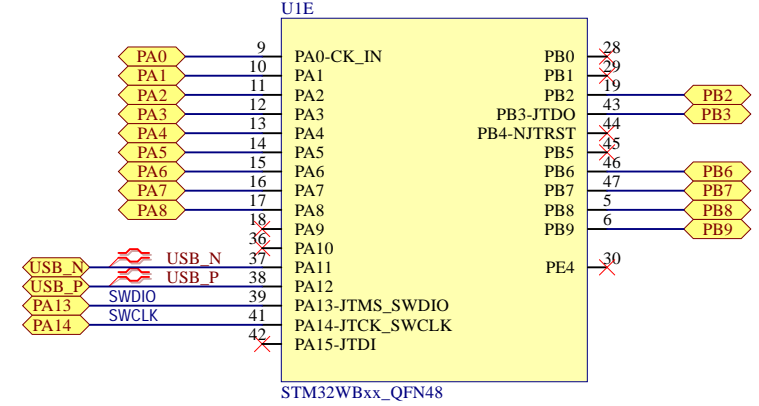 U1E
PA0 9 PA0-CK_IN PB0 28
PA1 10 PA1 PB1 29
PA2 11 PA2 PB2 19 PB2
PA3 12 PA3 PB3-JTDO 43 PB3
PA4 13 PA4 PB4-NJTRST 44
PA5 14 PA5 PB5 45
PA6 15 PA6 PB6 46 PB6
PA7 16 PA7 PB7 47 PB7
PA8 17 PA8 PB8 5 PB8
18 PA9 PB9 6 PB9
36 PA10
USB_N USB_N 37 PA11 PE4 30
USB_P USB_P 38 PA12
PA13 SWDIO 39 PA13-JTMS_SWDIO
PA14 SWCLK 41 PA14-JTCK_SWCLK
42 PA15-JTDI
STM32WBxx_QFN48